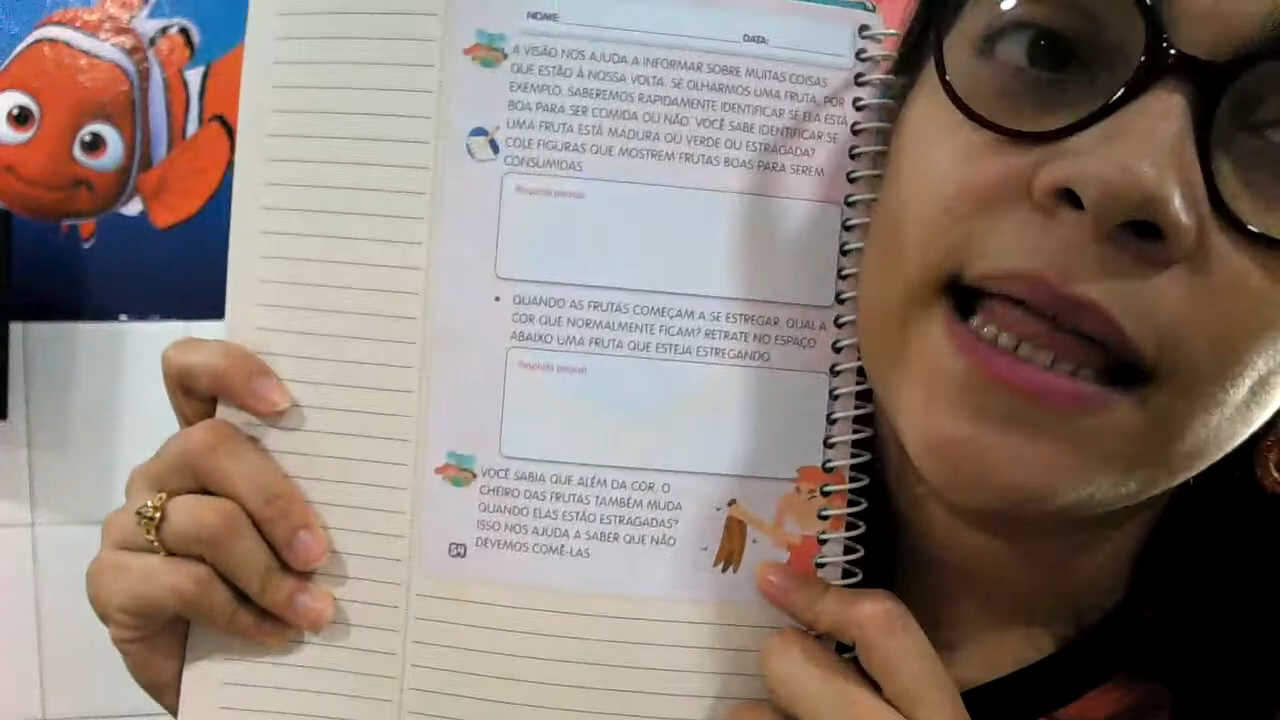 NOME:
DATA:
A VISÃO NOS AJUDA A INFORMAR SOBRE MUITAS COISAS
QUE ESTÃO À NOSSA VOLTA. SE OLHARMOS UMA FRUTA, POR
EXEMPLO, SABEREMOS RAPIDAMENTE IDENTIFICAR SE ELA ESTÁ
BOA PARA SER COMIDA OU NÃO. VOCÊ SABE IDENTIFICAR SE
UMA FRUTA ESTÁ MADURA OU VERDE OU ESTRAGADA?
COLE FIGURAS QUE MOSTREM FRUTAS BOAS PARA SEREM
CONSUMIDAS.
Resposta pessoal.
• QUANDO AS FRUTAS COMEÇAM A SE ESTREGAR, QUAL A
COR QUE NORMALMENTE FICAM? RETRATE NO ESPAÇO
ABAIXO UMA FRUTA QUE ESTEJA ESTREGANDO.
Resposta pessoal.
VOCÊ SABIA QUE ALÉM DA COR, O
CHEIRO DAS FRUTAS TAMBÉM MUDA
QUANDO ELAS ESTÃO ESTRAGADAS?
ISSO NOS AJUDA A SABER QUE NÃO
DEVEMOS COMÊ-LAS.
54